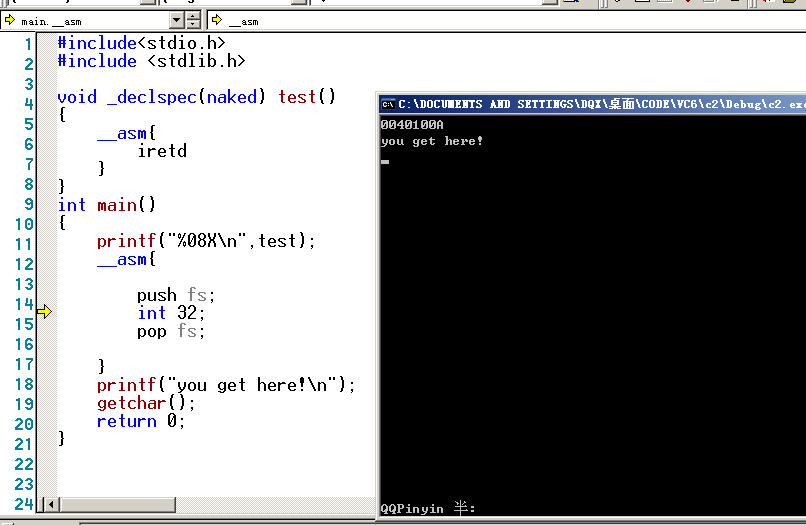 main.__asm
__asm
1 #include<stdio.h>
2 #include <stdlib.h>
3
4 void _declspec(naked) test()
5 {
6 __asm{
7 iretd
8 }
9 }
10 int main()
11 {
12 printf("%08X\n",test);
13 __asm{
14
15 push fs;
16 int 32;
17 pop fs;
18
19 }
20 printf("you get here!\n");
21 getchar();
22 return 0;
23 }
24
C:\DOCUMENTS AND SETTINGS\DQX\桌面\CODE\VC6\c2\Debug\c2.exe
0040100A
you get here!
QQPinyin 半: